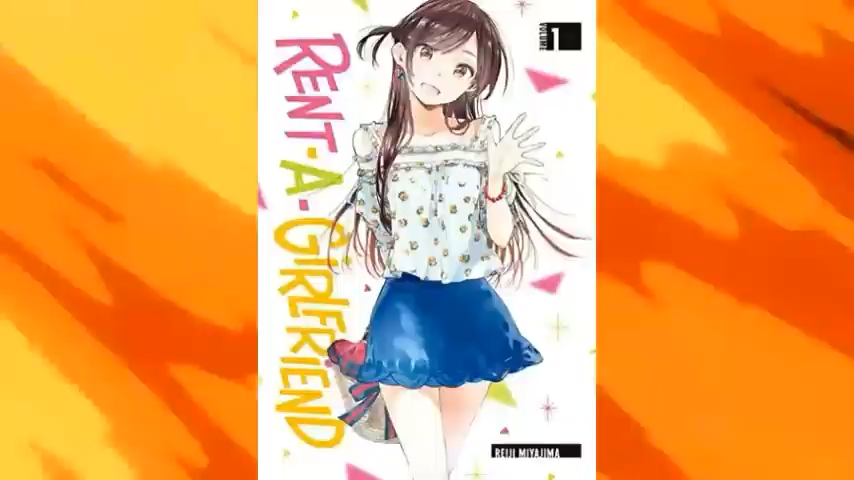 RENT-A-GIRLFRIEND
VOLUME 1
REIJI MIYAJIMA